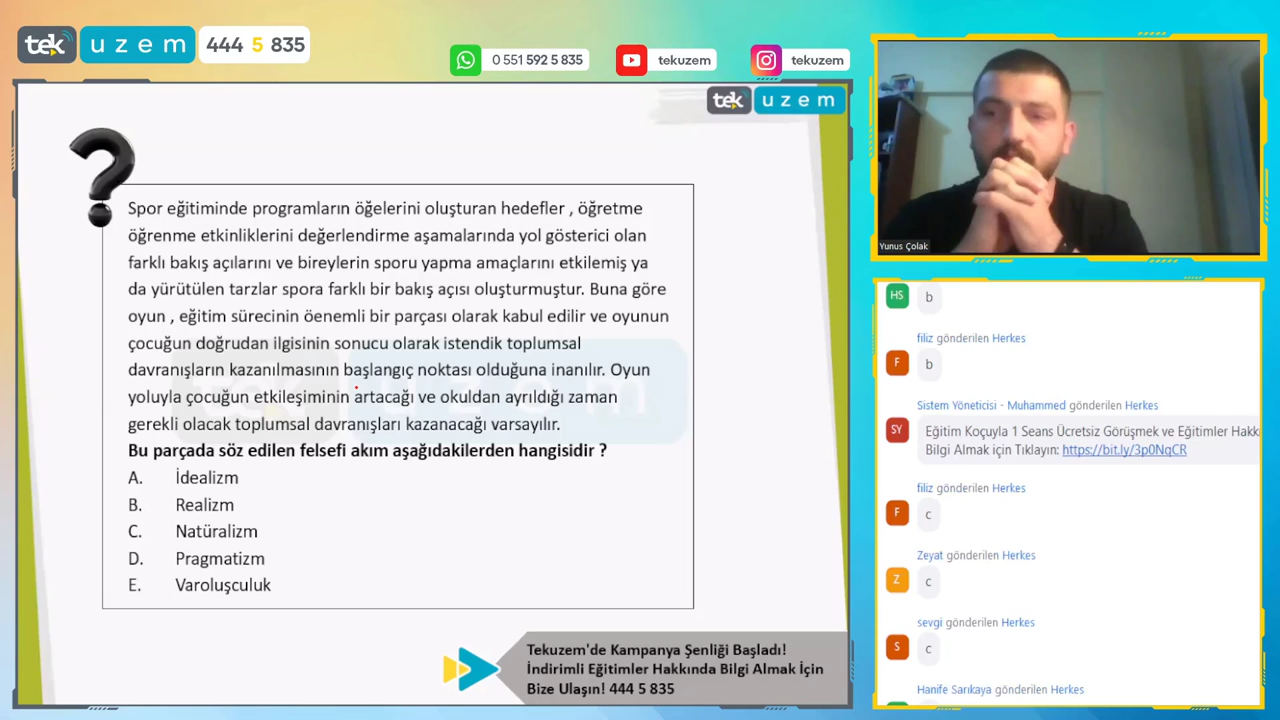 tek uzem 444 5 835
0 551 592 5 835
tekuzem
tekuzem
tek uzem
Spor eğitiminde programların öğelerini oluşturan hedefler , öğretme
öğrenme etkinliklerini değerlendirme aşamalarında yol gösterici olan
farklı bakış açılarını ve bireylerin sporu yapma amaçlarını etkilemiş ya
da yürütülen tarzlar spora farklı bir bakış açısı oluşturmuştur. Buna göre
oyun , eğitim sürecinin öenemli bir parçası olarak kabul edilir ve oyunun
çocuğun doğrudan ilgisinin sonucu olarak istendik toplumsal
davranışların kazanılmasının başlangıç noktası olduğuna inanılır. Oyun
yoluyla çocuğun etkileşiminin artacağı ve okuldan ayrıldığı zaman
gerekli olacak toplumsal davranışları kazanacağı varsayılır.
Bu parçada söz edilen felsefi akım aşağıdakilerden hangisidir ?
A. İdealizm
B. Realizm
C. Natüralizm
D. Pragmatizm
E. Varoluşçuluk
tek uzem
Tekuzem'de Kampanya Şenliği Başladı!
İndirimli Eğitimler Hakkında Bilgi Almak İçin
Bize Ulaşın! 444 5 835
Yunus Çolak
HS b
filiz gönderilen Herkes
F b
Sistem Yöneticisi - Muhammed gönderilen Herkes
SY Eğitim Koçuyla 1 Seans Ücretsiz Görüşmek ve Eğitimler Hakk
Bilgi Almak için Tıklayın: https://bit.ly/3p0NqCR
filiz gönderilen Herkes
F c
Zeyat gönderilen Herkes
Z c
sevgi gönderilen Herkes
S c
Hanife Sarıkaya gönderilen Herkes